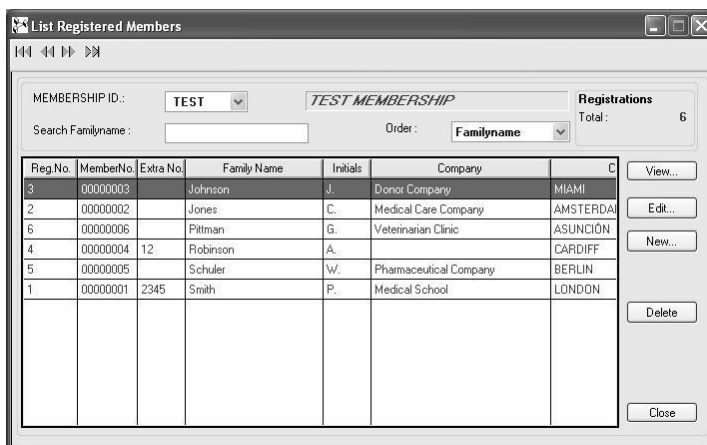 List Registered Members
MEMBERSHIP ID.: TEST TEST MEMBERSHIP Registrations
Total: 6
Search Familyname : Order : Familyname
Reg.No. MemberNo. Extra No. Family Name Initials Company C
3 00000003 Johnson J. Donor Company MIAMI
2 00000002 Jones C. Medical Care Company AMSTERDA
6 00000006 Pittman G. Veterinarian Clinic ASUNCIÓN
4 00000004 12 Robinson A. CARDIFF
5 00000005 Schuler W. Pharmaceutical Company BERLIN
1 00000001 2345 Smith P. Medical School LONDON
View...
Edit...
New...
Delete
Close